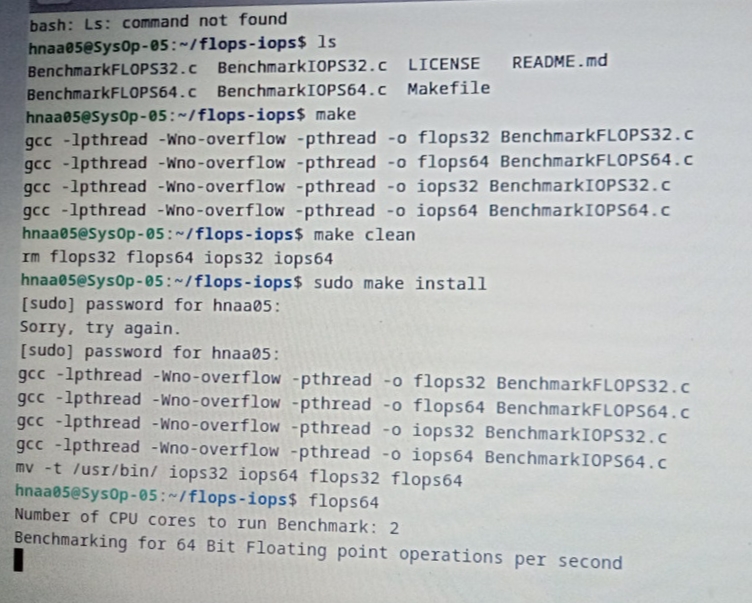 bash: Ls: command not found
hnaa05@SysOp-05:~/flops-iops$ ls
BenchmarkFLOPS32.c  BenchmarkIOPS32.c  LICENSE   README.md
BenchmarkFLOPS64.c  BenchmarkIOPS64.c  Makefile
hnaa05@SysOp-05:~/flops-iops$ make
gcc -lpthread -Wno-overflow -pthread -o flops32 BenchmarkFLOPS32.c
gcc -lpthread -Wno-overflow -pthread -o flops64 BenchmarkFLOPS64.c
gcc -lpthread -Wno-overflow -pthread -o iops32 BenchmarkIOPS32.c
gcc -lpthread -Wno-overflow -pthread -o iops64 BenchmarkIOPS64.c
hnaa05@SysOp-05:~/flops-iops$ make clean
rm flops32 flops64 iops32 iops64
hnaa05@SysOp-05:~/flops-iops$ sudo make install
[sudo] password for hnaa05:
Sorry, try again.
[sudo] password for hnaa05:
gcc -lpthread -Wno-overflow -pthread -o flops32 BenchmarkFLOPS32.c
gcc -lpthread -Wno-overflow -pthread -o flops64 BenchmarkFLOPS64.c
gcc -lpthread -Wno-overflow -pthread -o iops32 BenchmarkIOPS32.c
gcc -lpthread -Wno-overflow -pthread -o iops64 BenchmarkIOPS64.c
mv -t /usr/bin/ iops32 iops64 flops32 flops64
hnaa05@SysOp-05:~/flops-iops$ flops64
Number of CPU cores to run Benchmark: 2
Benchmarking for 64 Bit Floating point operations per second